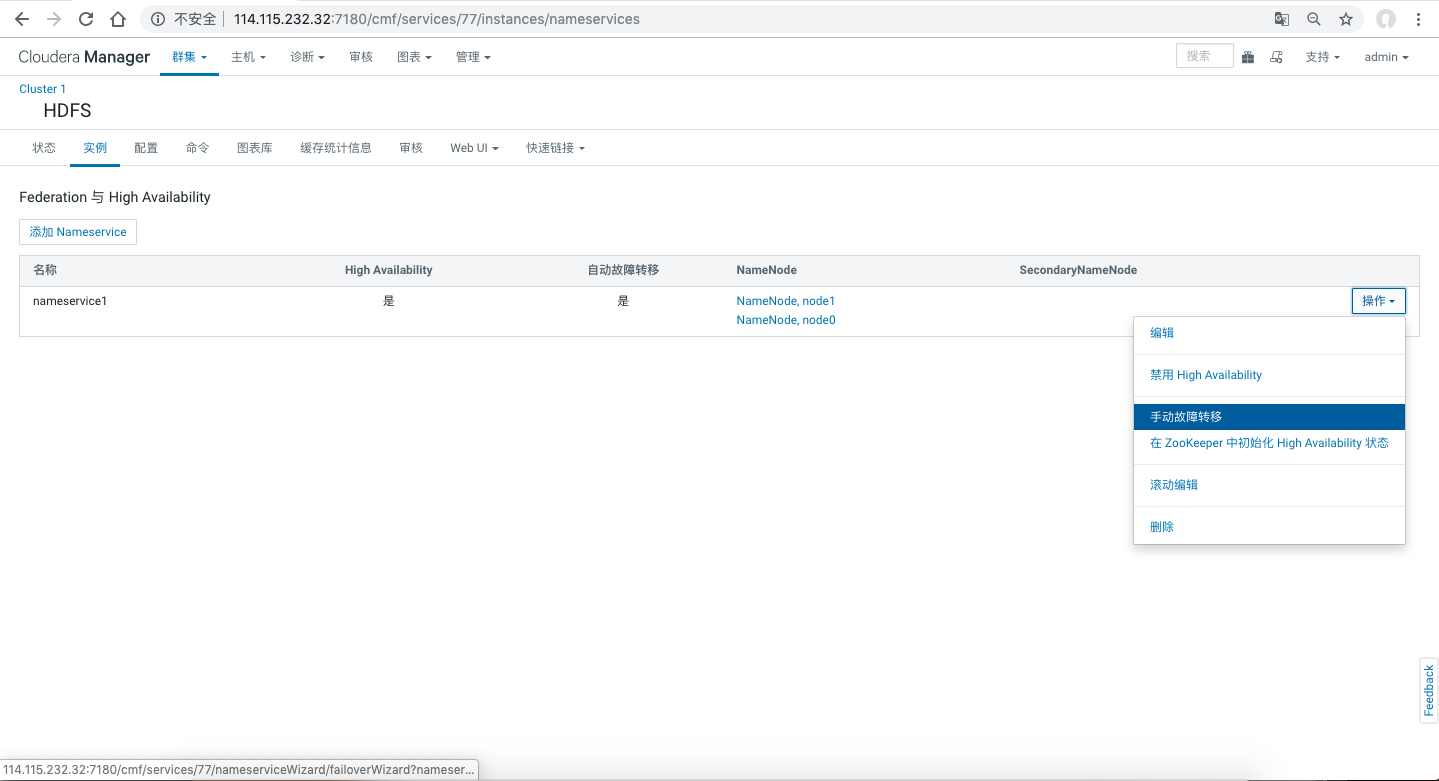 不安全 114.115.232.32:7180/cmf/services/77/instances/nameservices
Cloudera Manager 群集 主机 诊断 审核 图表 管理 搜索 支持 admin
Cluster 1
HDFS
状态 实例 配置 命令 图表库 缓存统计信息 审核 Web UI 快速链接
Federation 与 High Availability
添加 Nameservice
名称 High Availability 自动故障转移 NameNode SecondaryNameNode
nameservice1 是 是 NameNode, node1 操作
NameNode, node0
编辑
禁用 High Availability
手动故障转移
在 ZooKeeper 中初始化 High Availability 状态
滚动编辑
删除
Feedback
114.115.232.32:7180/cmf/services/77/nameserviceWizard/failoverWizard?nameser...